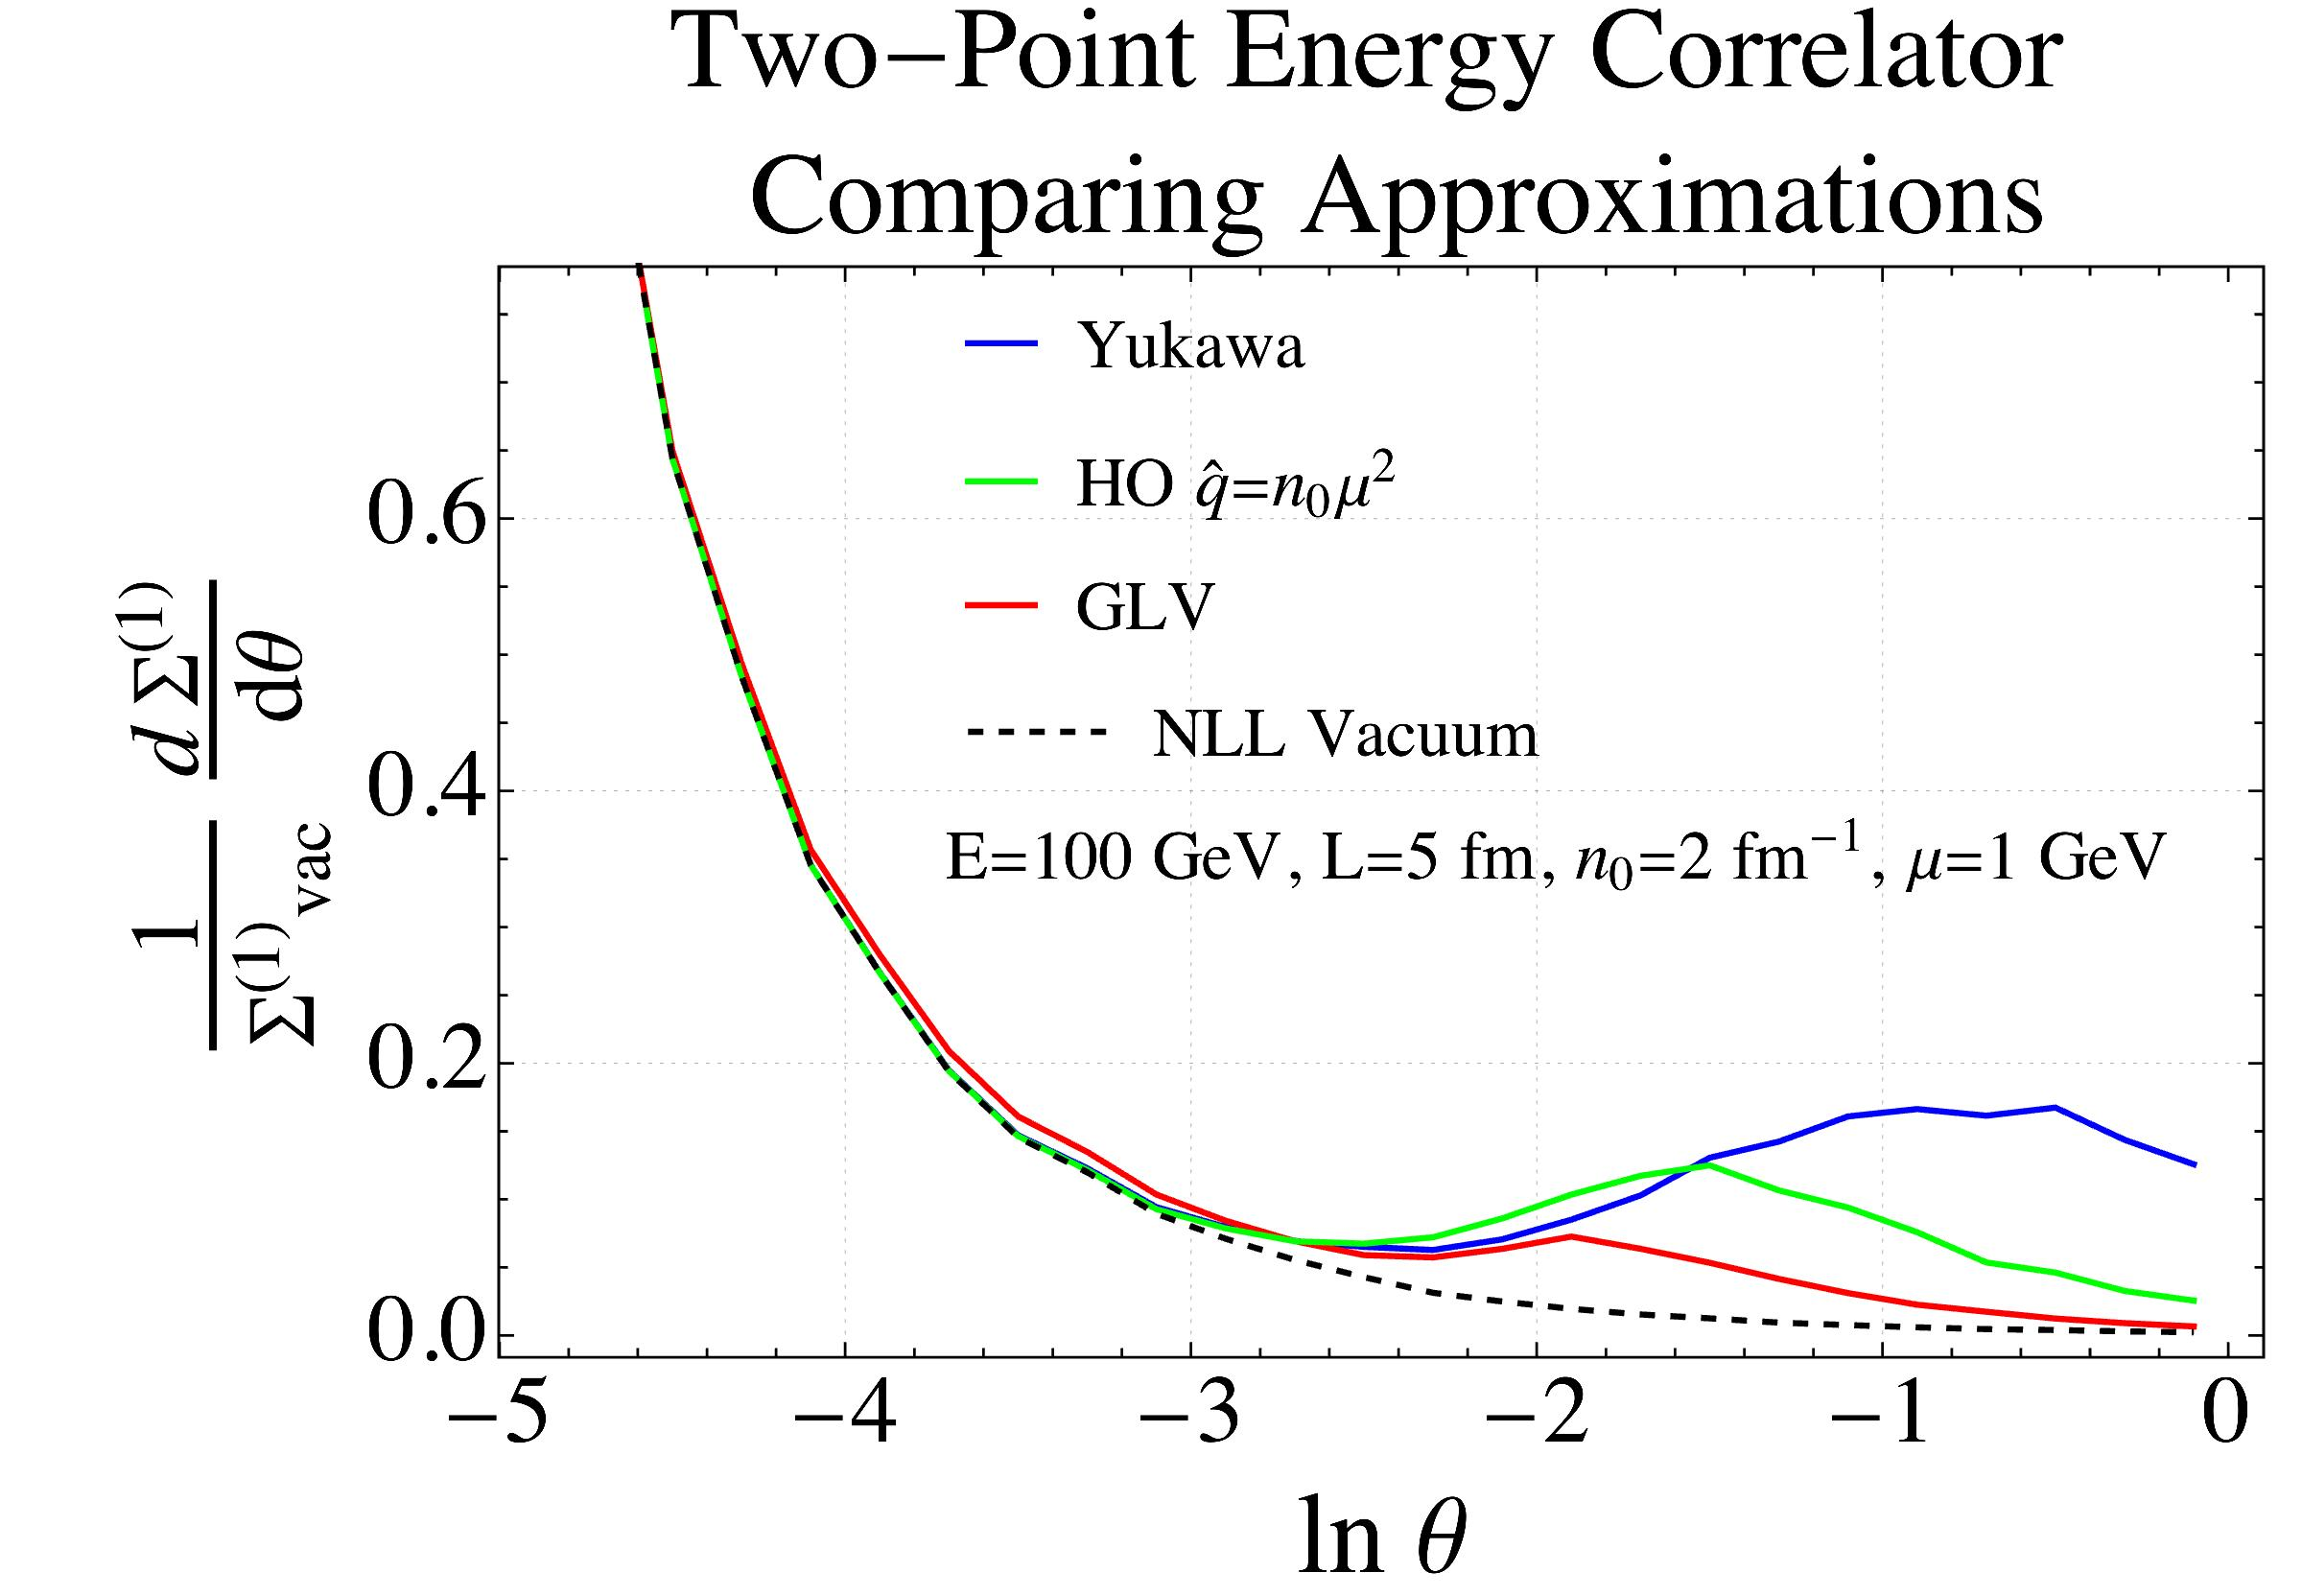 Two−Point Energy Correlator
Comparing Approximations
Yukawa
HO q̂=n₀μ²
GLV
NLL Vacuum
E=100 GeV, L=5 fm, n₀=2 fm⁻¹, μ=1 GeV
1/Σ⁽¹⁾vac d Σ⁽¹⁾/dθ
0.6
0.4
0.2
0.0
−5 −4 −3 −2 −1 0
ln θ